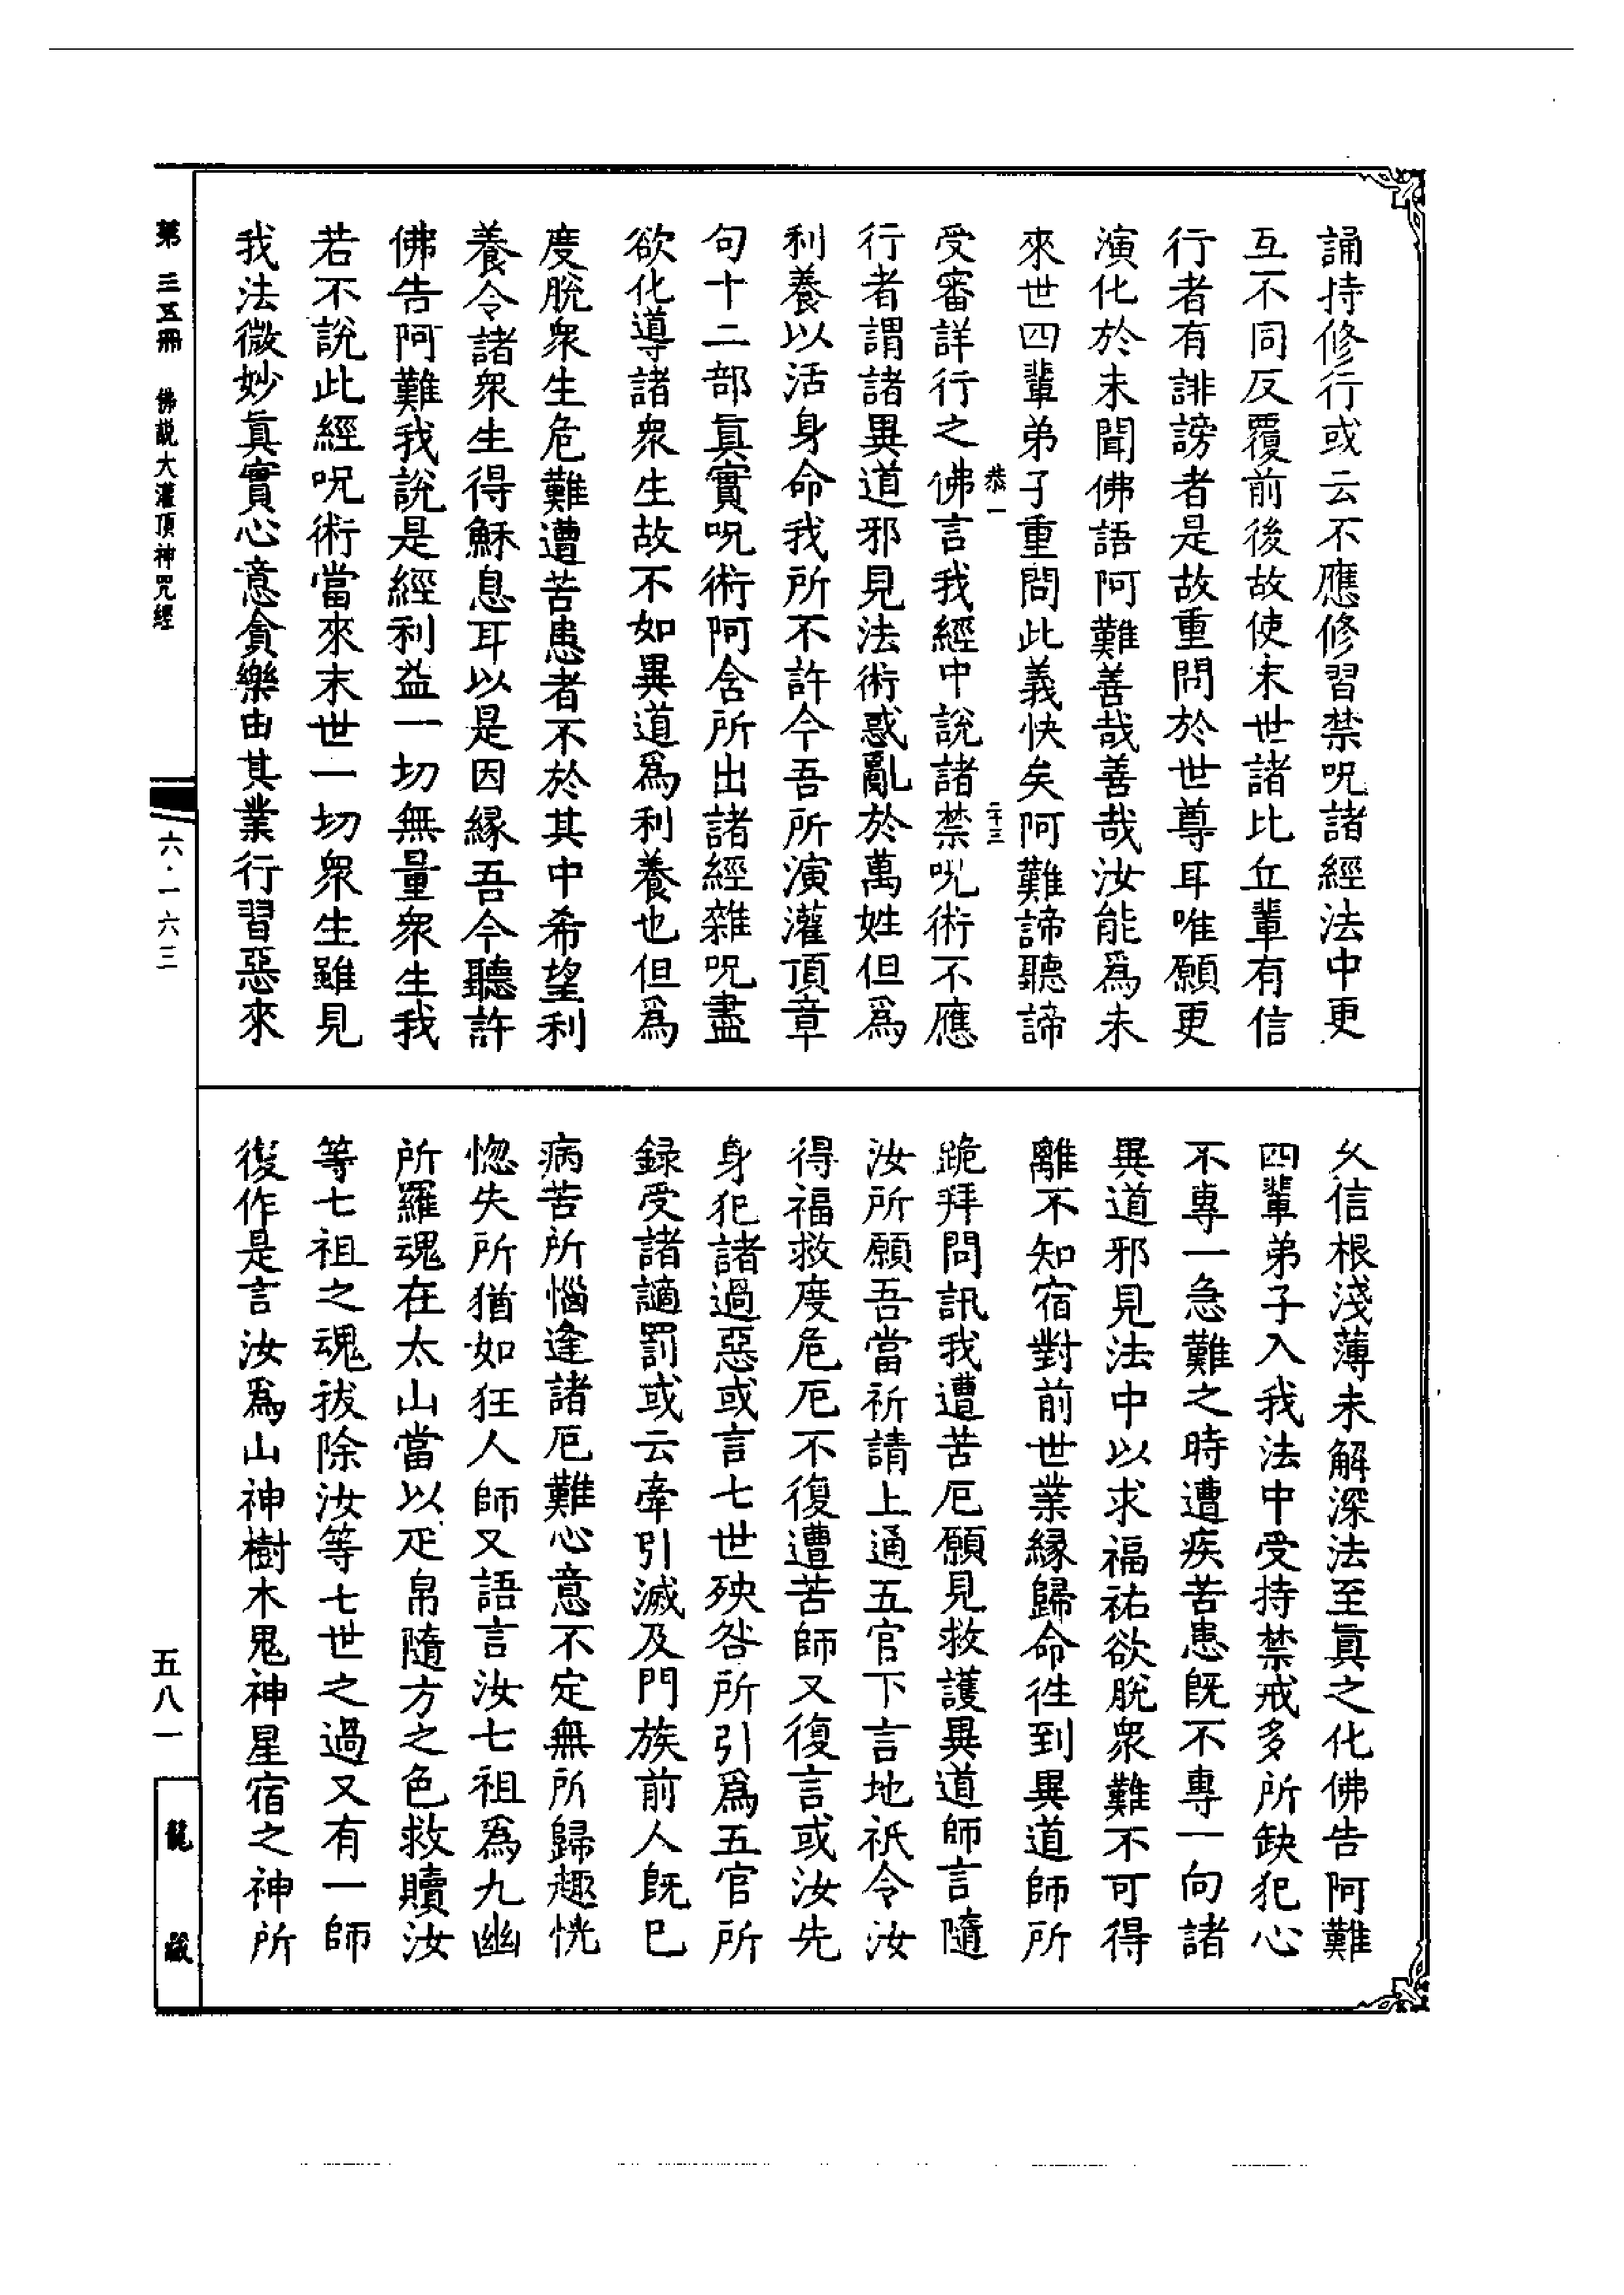 誦持修行或云不應修習禁呪諸經法中更
互不同反覆前後故使末世諸比丘輩有信
行者有誹謗者是故重問於世尊耳唯願更
演化於未聞佛語阿難善哉善哉汝能爲未
來世四輩弟子重問此義快矣阿難諦聽諦
恭一
二十三
受審詳行之佛言我經中說諸禁呪術不應
行者謂諸異道邪見法術惑亂於萬姓但爲
利養以活身命我所不許今吾所演灌頂章
句十二部眞實呪術阿含所出諸經雜呪盡
欲化導諸衆生故不如異道爲利養也但爲
度脫衆生危難遭苦患者不於其中希望利
養令諸衆生得穌息耳以是因緣吾今聽許
佛告阿難我說是經利益一切無量衆生我
若不說此經呪術當來末世一切衆生雖見
我法微妙眞實心意貪樂由其業行習惡來
久信根淺薄未解深法至眞之化佛告阿難
四輩弟子入我法中受持禁戒多所缺犯心
不專一急難之時遭疾苦患旣不專一向諸
異道邪見法中以求福祐欲脫衆難不可得
離不知宿對前世業緣歸命往到異道師所
跪拜問訊我遭苦厄願見救護異道師言隨
汝所願吾當祈請上通五官下言地祇令汝
得福救度危厄不復遭苦師又復言或汝先
身犯諸過惡或言七世殃咎所引爲五官所
録受諸讁罰或云牽引滅及門族前人旣已
病苦所惱逢諸厄難心意不定無所歸趣恍
惚失所猶如狂人師又語言汝七祖爲九幽
所羅魂在太山當以疋帛隨方之色救贖汝
等七祖之魂拔除汝等七世之過又有一師
復作是言汝爲山神樹木鬼神星宿之神所
第三五冊　佛說大灌頂神咒經
六·一六三
五八一
龍藏